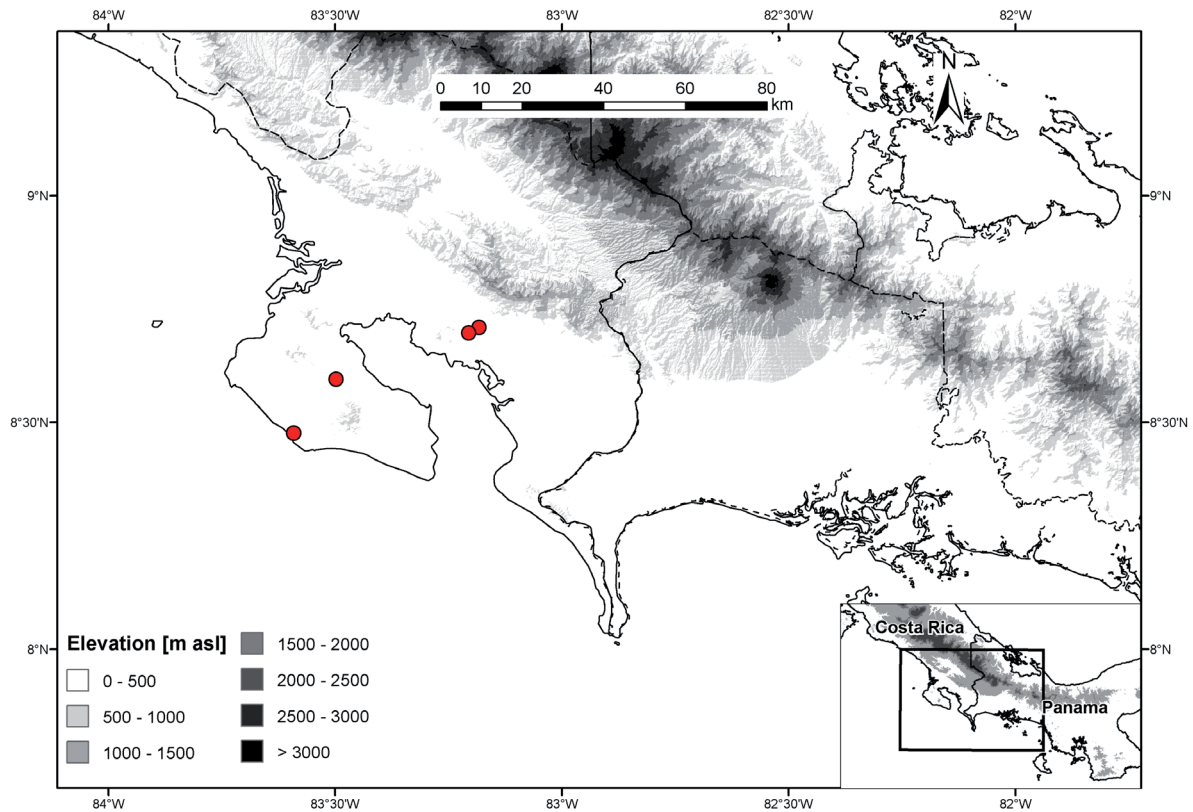 84°W 83°30'W 83°W 82°30'W 82°W
N
0 10 20 40 60 80
km
9°N 9°N
8°30'N 8°30'N
Costa Rica
Elevation [m asl]
1500 - 2000
8°N 8°N
0 - 500
2000 - 2500
Panama
500 - 1000
2500 - 3000
1000 - 1500
> 3000
84°W 83°30'W 83°W 82°30'W 82°W